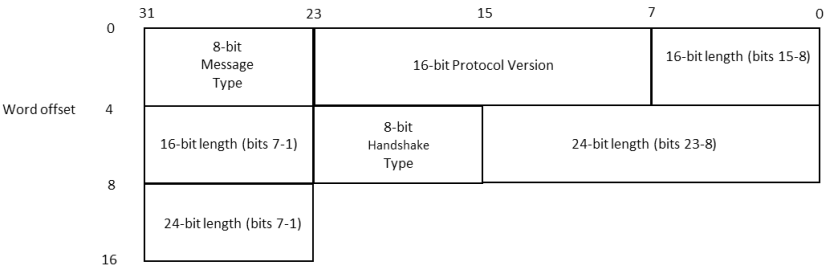 31 23 15 7 0
0
8-bit
Message
Type
16-bit Protocol Version
16-bit length (bits 15-8)
Word offset 4
16-bit length (bits 7-1)
8-bit
Handshake
Type
24-bit length (bits 23-8)
8
24-bit length (bits 7-1)
16